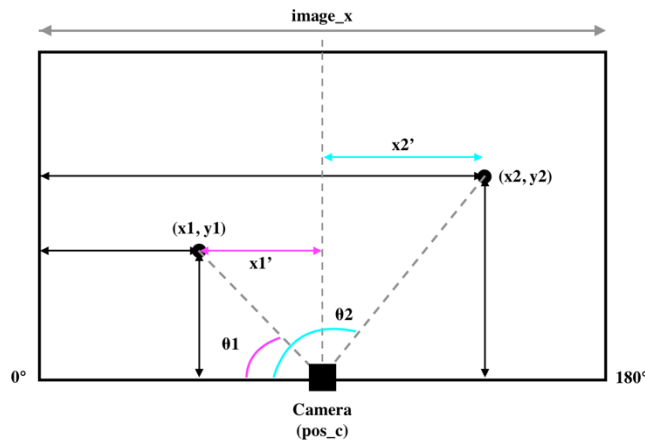 image_x
x2’
(x2, y2)
(x1, y1)
x1’
θ1
θ2
0°
180°
Camera
(pos_c)